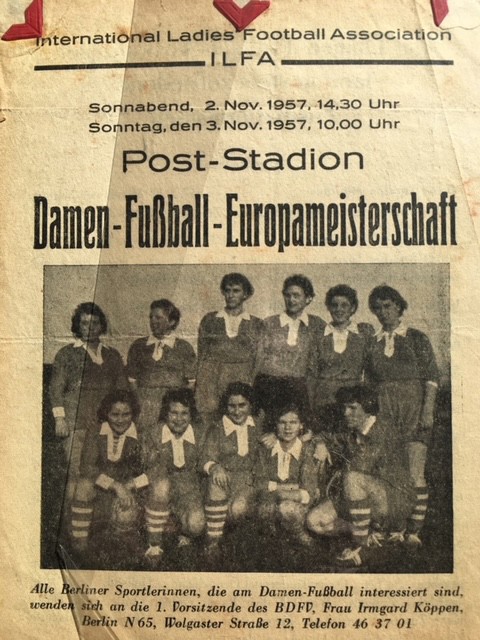 International Ladies' Football Association
ILFA
Sonnabend, 2. Nov. 1957, 14,30 Uhr
Sonntag, den 3. Nov. 1957, 10,00 Uhr
Post-Stadion
Damen-Fußball-Europameisterschaft
Alle Berliner Sportlerinnen, die am Damen-Fußball interessiert sind,
wenden sich an die 1. Vorsitzende des BDFV, Frau Irmgard Köppen,
Berlin N 65, Wolgaster Straße 12, Telefon 46 37 01